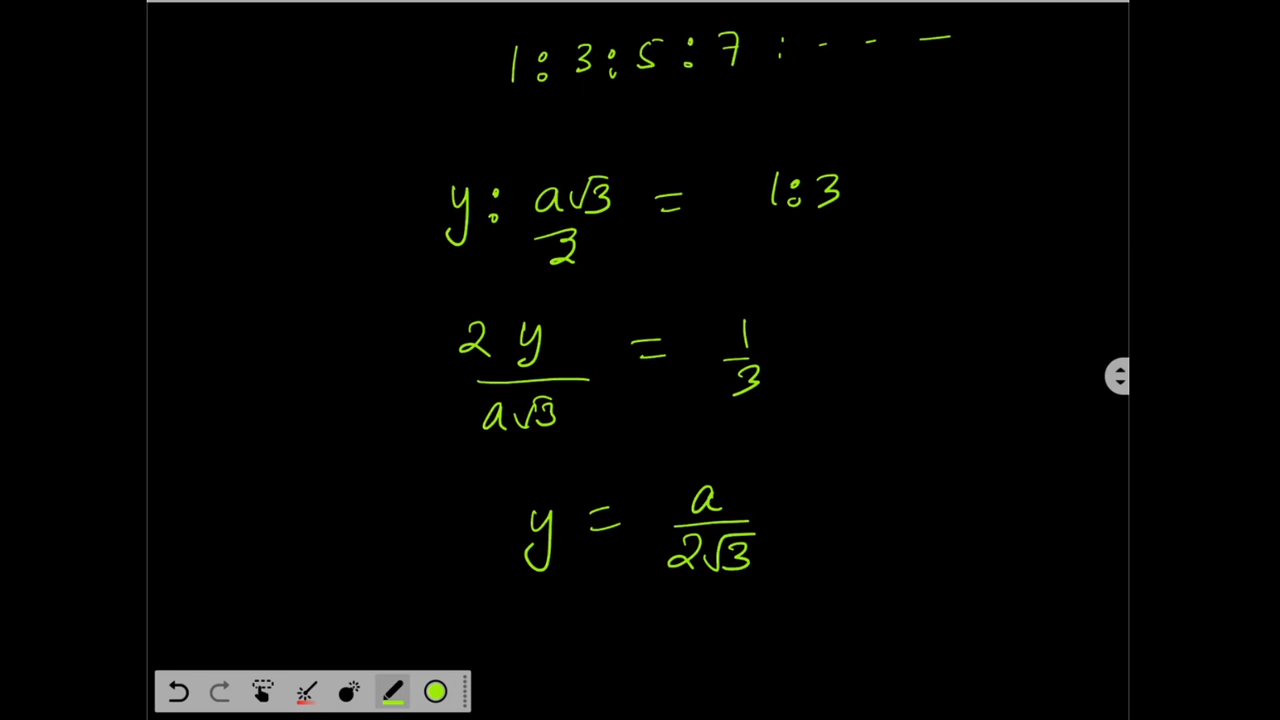 1 : 3 : 5 : 7 : - - -
y : a√3/2 = 1 : 3
2y/a√3 = 1/3
y = a/2√3